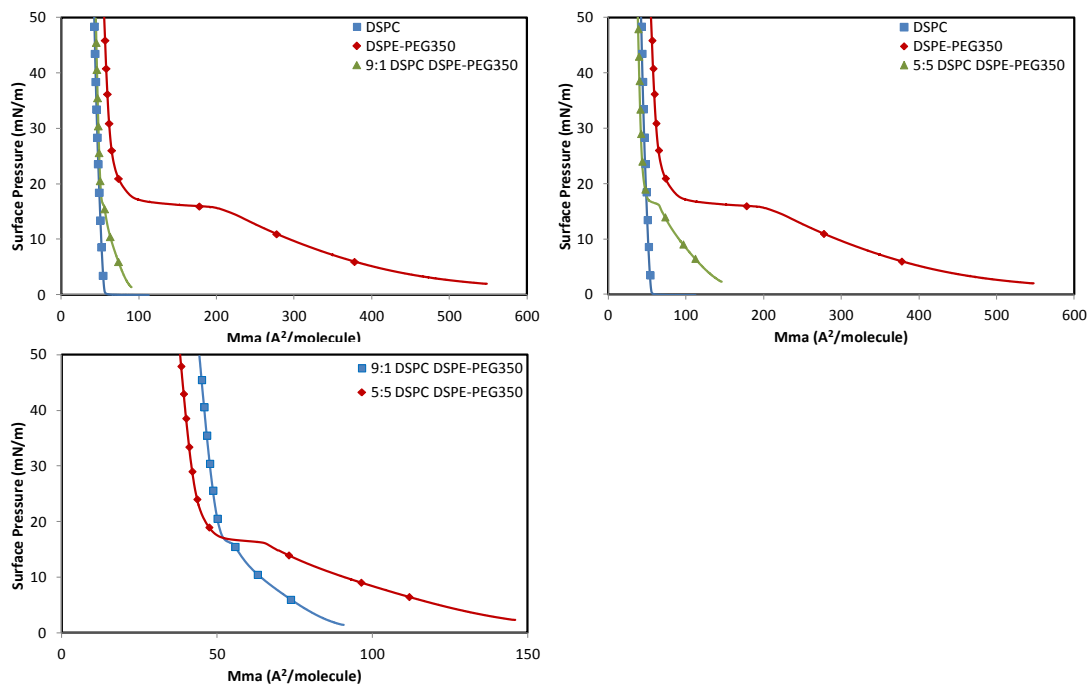 50
40
30
20
10
0
Surface Pressure (mN/m)
DSPC
DSPE-PEG350
9:1 DSPC DSPE-PEG350
0 100 200 300 400 500 600
Mma (A²/molecule)
50
40
30
20
10
0
Surface Pressure (mN/m)
DSPC
DSPE-PEG350
5:5 DSPC DSPE-PEG350
0 100 200 300 400 500 600
Mma (A²/molecule)
50
40
30
20
10
0
Surface Pressure (mN/m)
9:1 DSPC DSPE-PEG350
5:5 DSPC DSPE-PEG350
0 50 100 150
Mma (A²/molecule)